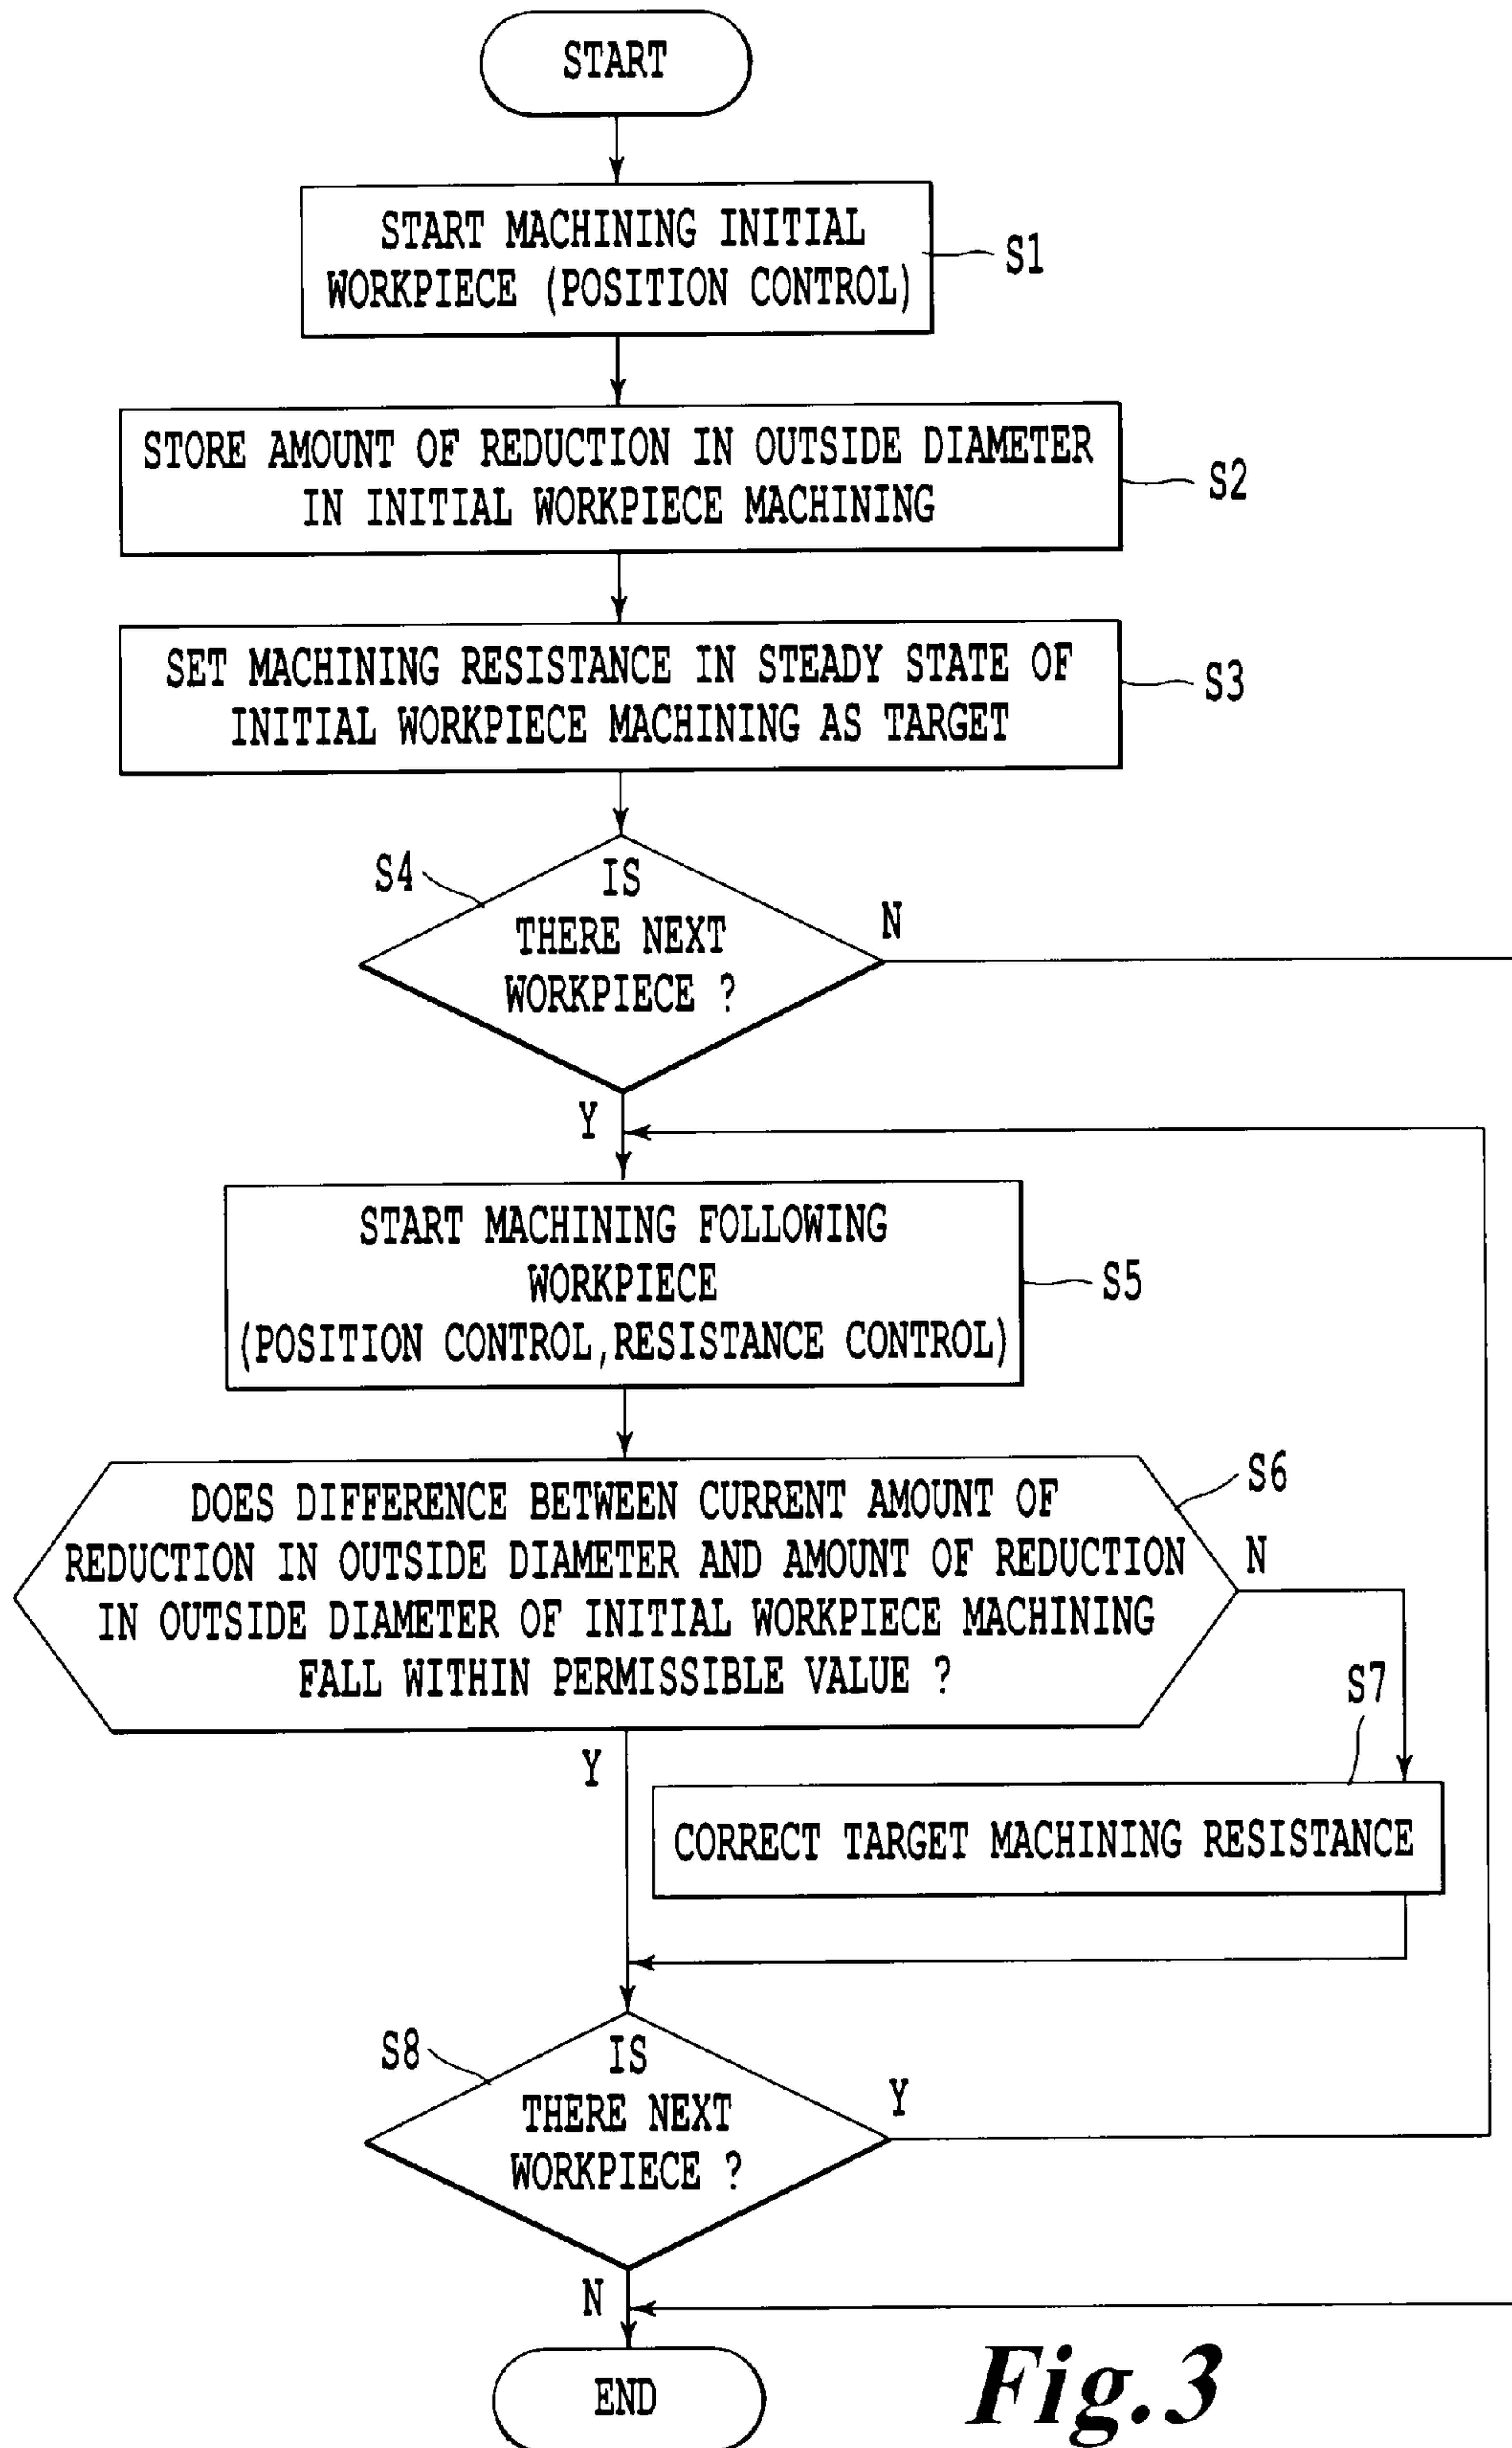 START
START MACHINING INITIAL
WORKPIECE (POSITION CONTROL)
S1
STORE AMOUNT OF REDUCTION IN OUTSIDE DIAMETER
IN INITIAL WORKPIECE MACHINING
S2
SET MACHINING RESISTANCE IN STEADY STATE OF
INITIAL WORKPIECE MACHINING AS TARGET
S3
S4
IS
THERE NEXT
WORKPIECE ?
N
Y
START MACHINING FOLLOWING
WORKPIECE
(POSITION CONTROL,RESISTANCE CONTROL)
S5
DOES DIFFERENCE BETWEEN CURRENT AMOUNT OF
REDUCTION IN OUTSIDE DIAMETER AND AMOUNT OF REDUCTION
IN OUTSIDE DIAMETER OF INITIAL WORKPIECE MACHINING
FALL WITHIN PERMISSIBLE VALUE ?
S6
N
Y
S7
CORRECT TARGET MACHINING RESISTANCE
S8
IS
THERE NEXT
WORKPIECE ?
Y
N
END
Fig.3